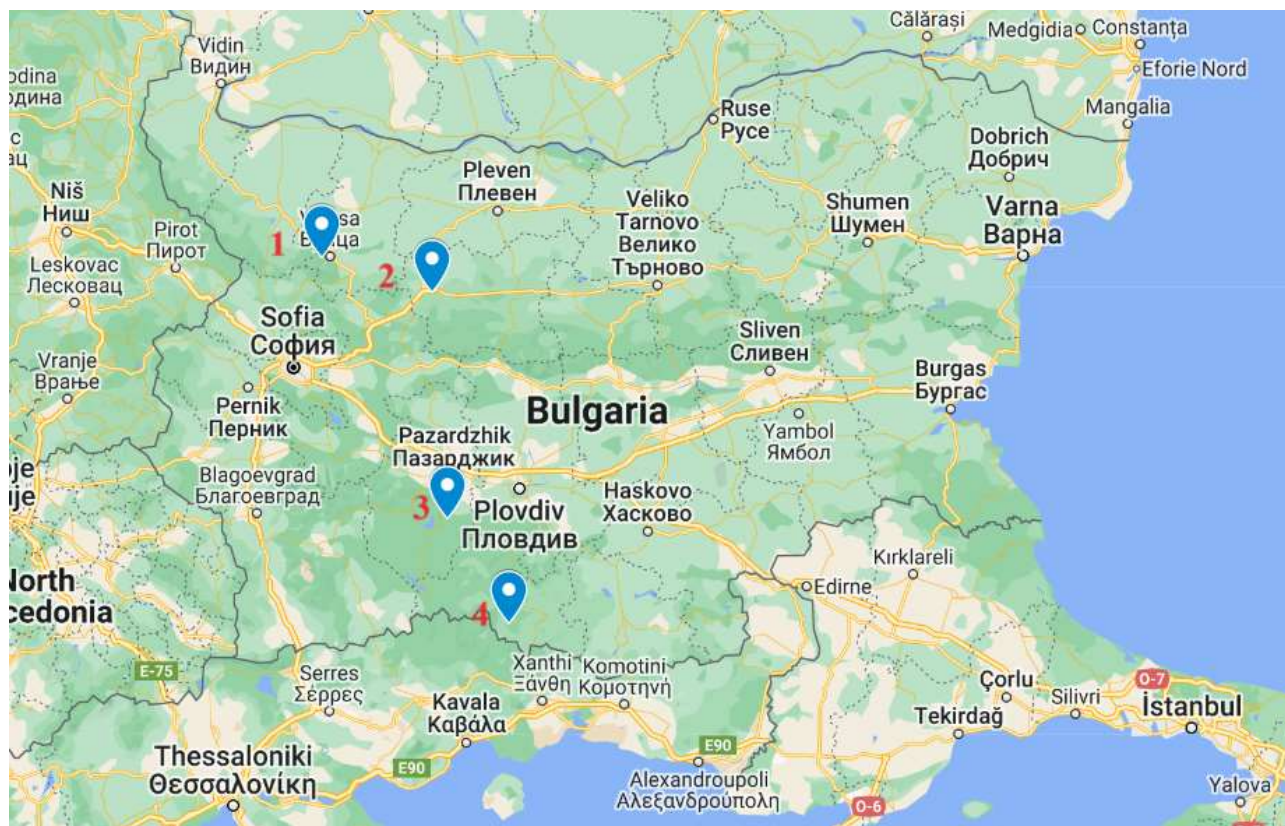 Călărași
Medgidia
Constanța
Vidin
Видин
Eforie Nord
Mangalia
Ruse
Русе
Dobrich
Добрич
Pleven
Плевен
Niš
Ниш
Veliko
Tarnovo
Велико
Търново
Shumen
Шумен
Varna
Варна
Pirot
Пирот
1
2
Leskovac
Лесковац
Sofia
София
Sliven
Сливен
Vranje
Врање
Burgas
Бургас
Pernik
Перник
Bulgaria
Yambol
Ямбол
Pazardzhik
Пазарджик
Blagoevgrad
Благоевград
3
Plovdiv
Пловдив
Haskovo
Хасково
Kırklareli
Edirne
North
cedonia
4
E-75
Serres
Σέρρες
Xanthi
Ξάνθη
Komotini
Κομοτηνή
Kavala
Καβάλα
Çorlu
Silivri
O-7
İstanbul
Tekirdağ
Thessaloniki
Θεσσαλονίκη
E90
E90
Alexandroupoli
Αλεξανδρούπολη
O-6
Yalova